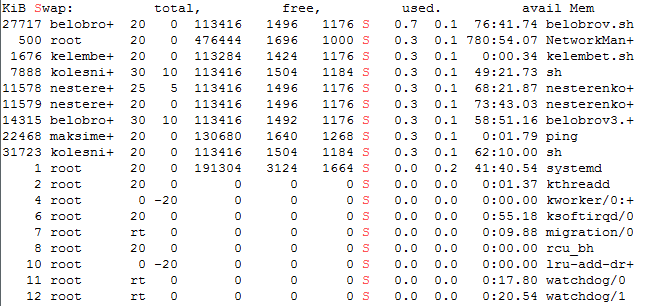 KiB Swap: total, free, used. avail Mem
27717 belobro+ 20 0 113416 1496 1176 S 0.7 0.1 76:41.74 belobrov.sh
500 root 20 0 476444 1696 1000 S 0.3 0.1 780:54.07 NetworkMan+
1676 kelembe+ 20 0 113284 1424 1176 S 0.3 0.1 0:00.34 kelembet.sh
7888 kolesni+ 30 10 113416 1504 1184 S 0.3 0.1 49:21.73 sh
11578 nestere+ 25 5 113416 1496 1176 S 0.3 0.1 68:21.87 nesterenko+
11579 nestere+ 20 0 113416 1496 1176 S 0.3 0.1 73:43.03 nesterenko+
14315 belobro+ 30 10 113416 1492 1176 S 0.3 0.1 58:51.16 belobrov3.+
22468 maksime+ 20 0 130680 1640 1268 S 0.3 0.1 0:01.79 ping
31723 kolesni+ 20 0 113416 1504 1184 S 0.3 0.1 62:10.00 sh
1 root 20 0 191304 3124 1664 S 0.0 0.2 41:40.54 systemd
2 root 20 0 0 0 0 S 0.0 0.0 0:01.37 kthreadd
4 root 0 -20 0 0 0 S 0.0 0.0 0:00.00 kworker/0:+
6 root 20 0 0 0 0 S 0.0 0.0 0:55.18 ksoftirqd/0
7 root rt 0 0 0 0 S 0.0 0.0 0:09.88 migration/0
8 root 20 0 0 0 0 S 0.0 0.0 0:00.00 rcu_bh
10 root 0 -20 0 0 0 S 0.0 0.0 0:00.00 lru-add-dr+
11 root rt 0 0 0 0 S 0.0 0.0 0:17.80 watchdog/0
12 root rt 0 0 0 0 S 0.0 0.0 0:20.54 watchdog/1